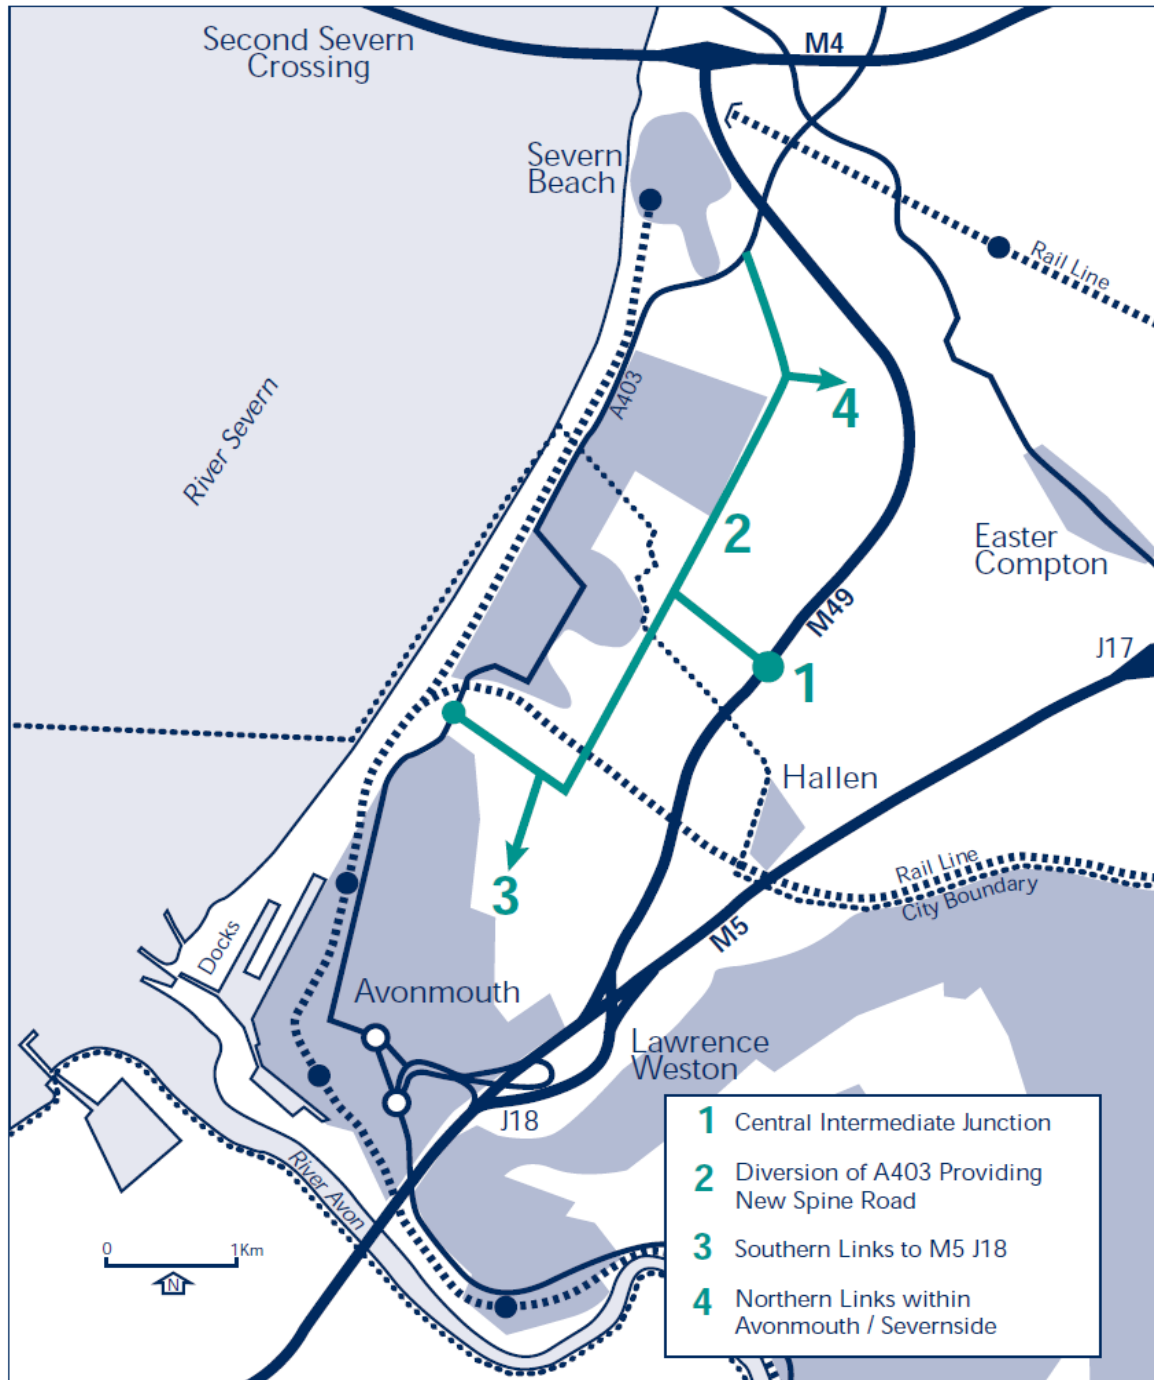 Second Severn
Crossing
M4
Severn
Beach
Rail Line
A403
4
River Severn
2
Easter
Compton
M49
J17
1
Hallen
3
Rail Line
City Boundary
M5
Docks
Avonmouth
Lawrence
Weston
J18
River Avon
0 1Km
N
1 Central Intermediate Junction
2 Diversion of A403 Providing
New Spine Road
3 Southern Links to M5 J18
4 Northern Links within
Avonmouth / Severnside